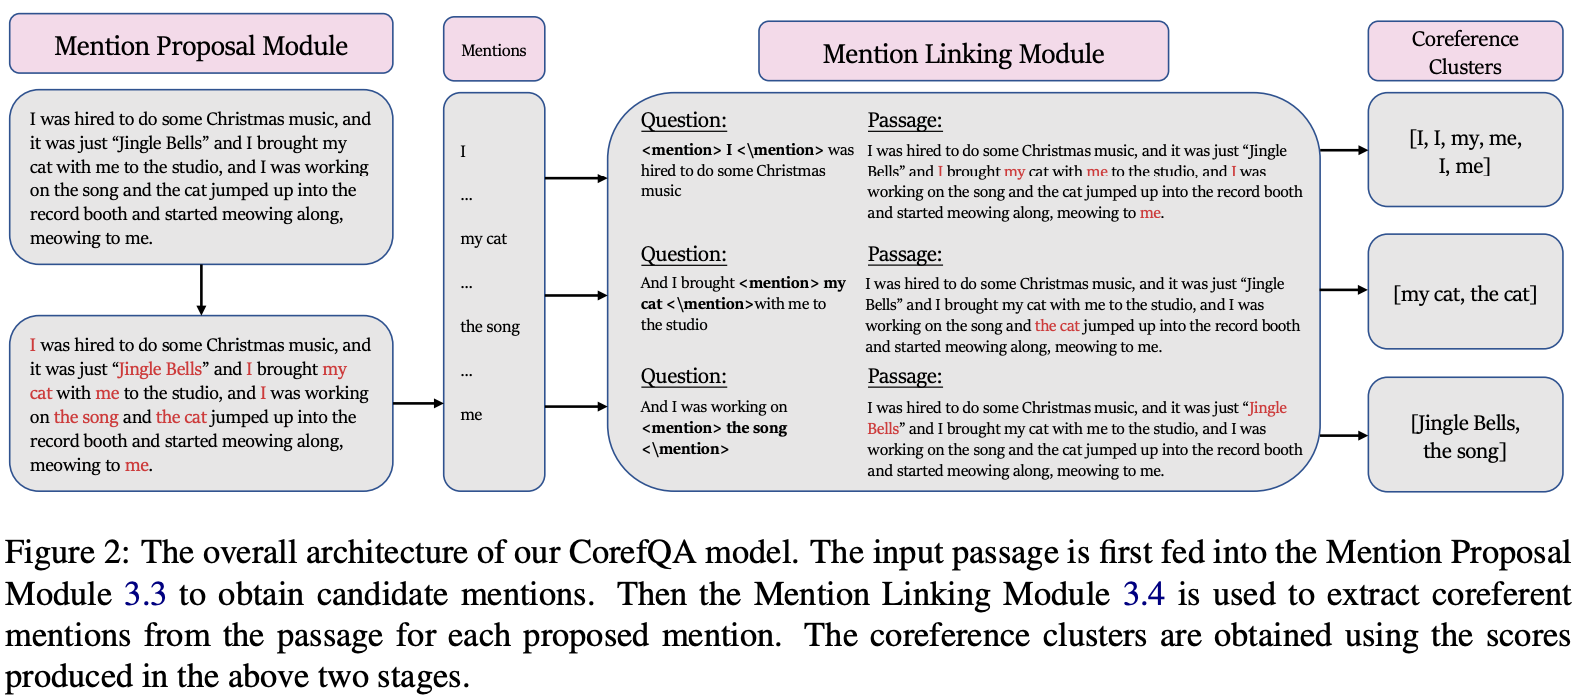 Mention Proposal Module
I was hired to do some Christmas music, and
it was just “Jingle Bells” and I brought my
cat with me to the studio, and I was working
on the song and the cat jumped up into the
record booth and started meowing along,
meowing to me.
I was hired to do some Christmas music, and
it was just “Jingle Bells” and I brought my
cat with me to the studio, and I was working
on the song and the cat jumped up into the
record booth and started meowing along,
meowing to me.
Mentions
I
...
my cat
...
the song
...
me
Mention Linking Module
Question:
<mention> I <\mention> was
hired to do some Christmas
music
Passage:
I was hired to do some Christmas music, and it was just “Jingle
Bells” and I brought my cat with me to the studio, and I was
working on the song and the cat jumped up into the record booth
and started meowing along, meowing to me.
Question:
And I brought <mention> my
cat <\mention>with me to
the studio
Passage:
I was hired to do some Christmas music, and it was just “Jingle
Bells” and I brought my cat with me to the studio, and I was
working on the song and the cat jumped up into the record booth
and started meowing along, meowing to me.
Question:
And I was working on
<mention> the song
<\mention>
Passage:
I was hired to do some Christmas music, and it was just “Jingle
Bells” and I brought my cat with me to the studio, and I was
working on the song and the cat jumped up into the record booth
and started meowing along, meowing to me.
Coreference
Clusters
[I, I, my, me,
I, me]
[my cat, the cat]
[Jingle Bells,
the song]
Figure 2: The overall architecture of our CorefQA model. The input passage is first fed into the Mention Proposal
Module 3.3 to obtain candidate mentions. Then the Mention Linking Module 3.4 is used to extract coreferent
mentions from the passage for each proposed mention. The coreference clusters are obtained using the scores
produced in the above two stages.